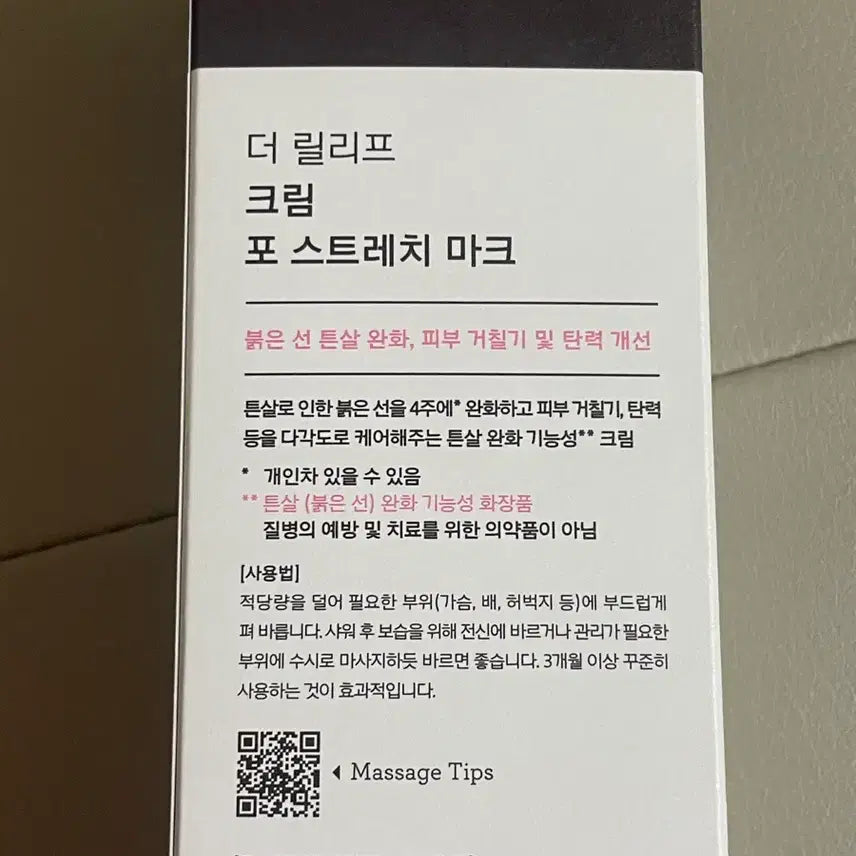 더 릴리프
크림
포 스트레치 마크
붉은 선 튼살 완화, 피부 거칠기 및 탄력 개선
튼살로 인한 붉은 선을 4주에* 완화하고 피부 거칠기, 탄력
등을 다각도로 케어해주는 튼살 완화 기능성** 크림
* 개인차 있을 수 있음
** 튼살 (붉은 선) 완화 기능성 화장품
질병의 예방 및 치료를 위한 의약품이 아님
[사용법]
적당량을 덜어 필요한 부위(가슴, 배, 허벅지 등)에 부드럽게
펴 바릅니다. 샤워 후 보습을 위해 전신에 바르거나 관리가 필요한
부위에 수시로 마사지하듯 바르면 좋습니다. 3개월 이상 꾸준히
사용하는 것이 효과적입니다.
Massage Tips